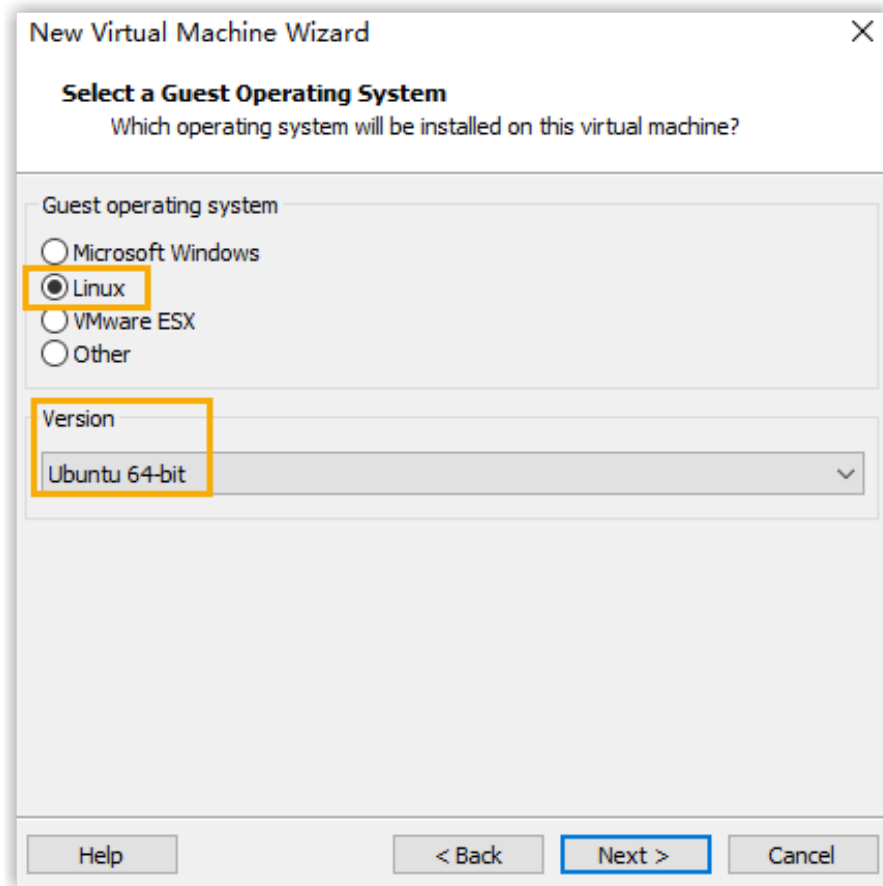 New Virtual Machine Wizard
Select a Guest Operating System
Which operating system will be installed on this virtual machine?
Guest operating system
Microsoft Windows
Linux
VMware ESX
Other
Version
Ubuntu 64-bit
Help
< Back
Next >
Cancel